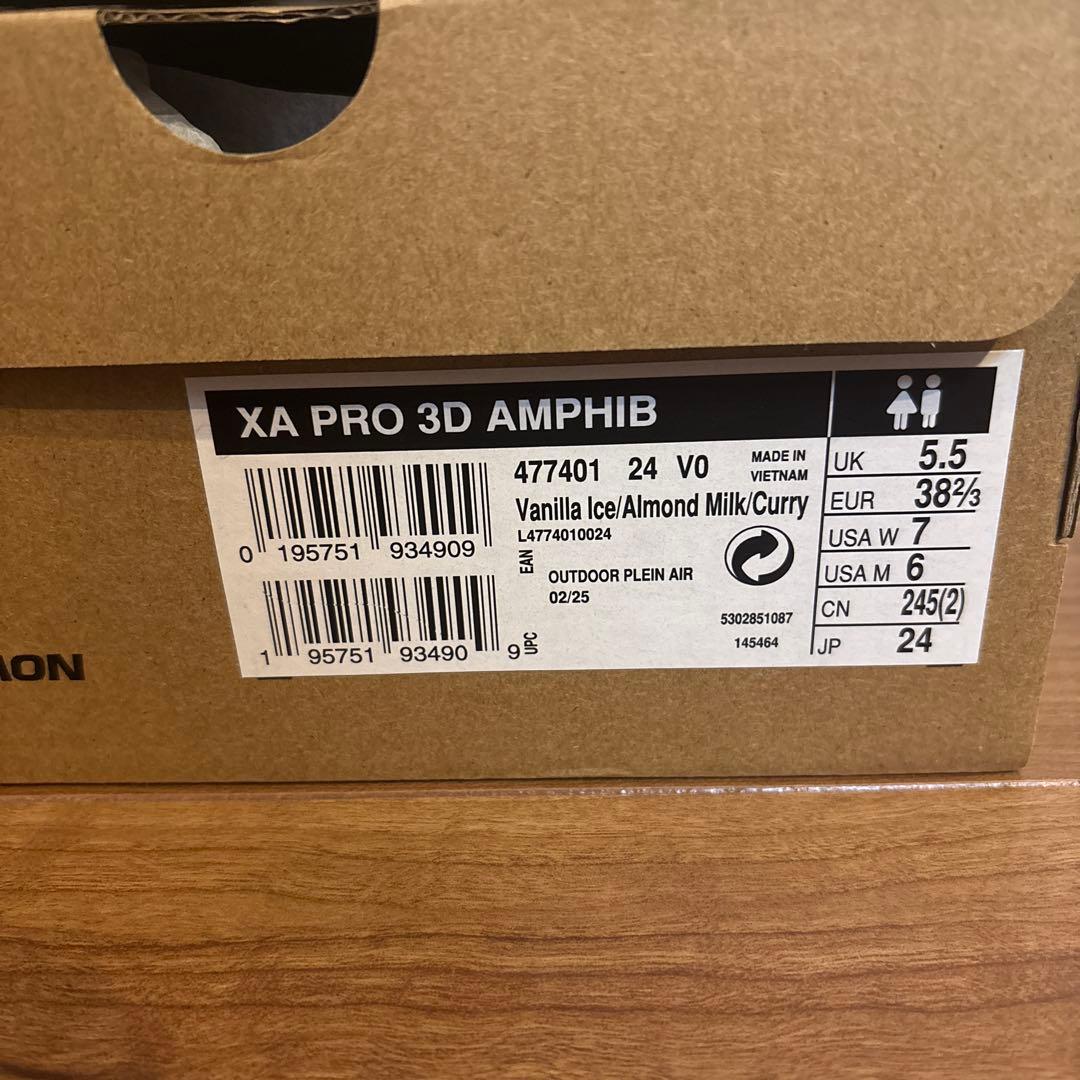 XA PRO 3D AMPHIB
477401 24 V0
MADE IN
VIETNAM
Vanilla Ice/Almond Milk/Curry
L4774010024
0 195751 934909
EAN
OUTDOOR PLEIN AIR
02/25
5302851087
145464
1 95751 93490 9
UPC
UK 5.5
EUR 38⅔
USA W 7
USA M 6
CN 245(2)
JP 24
MON